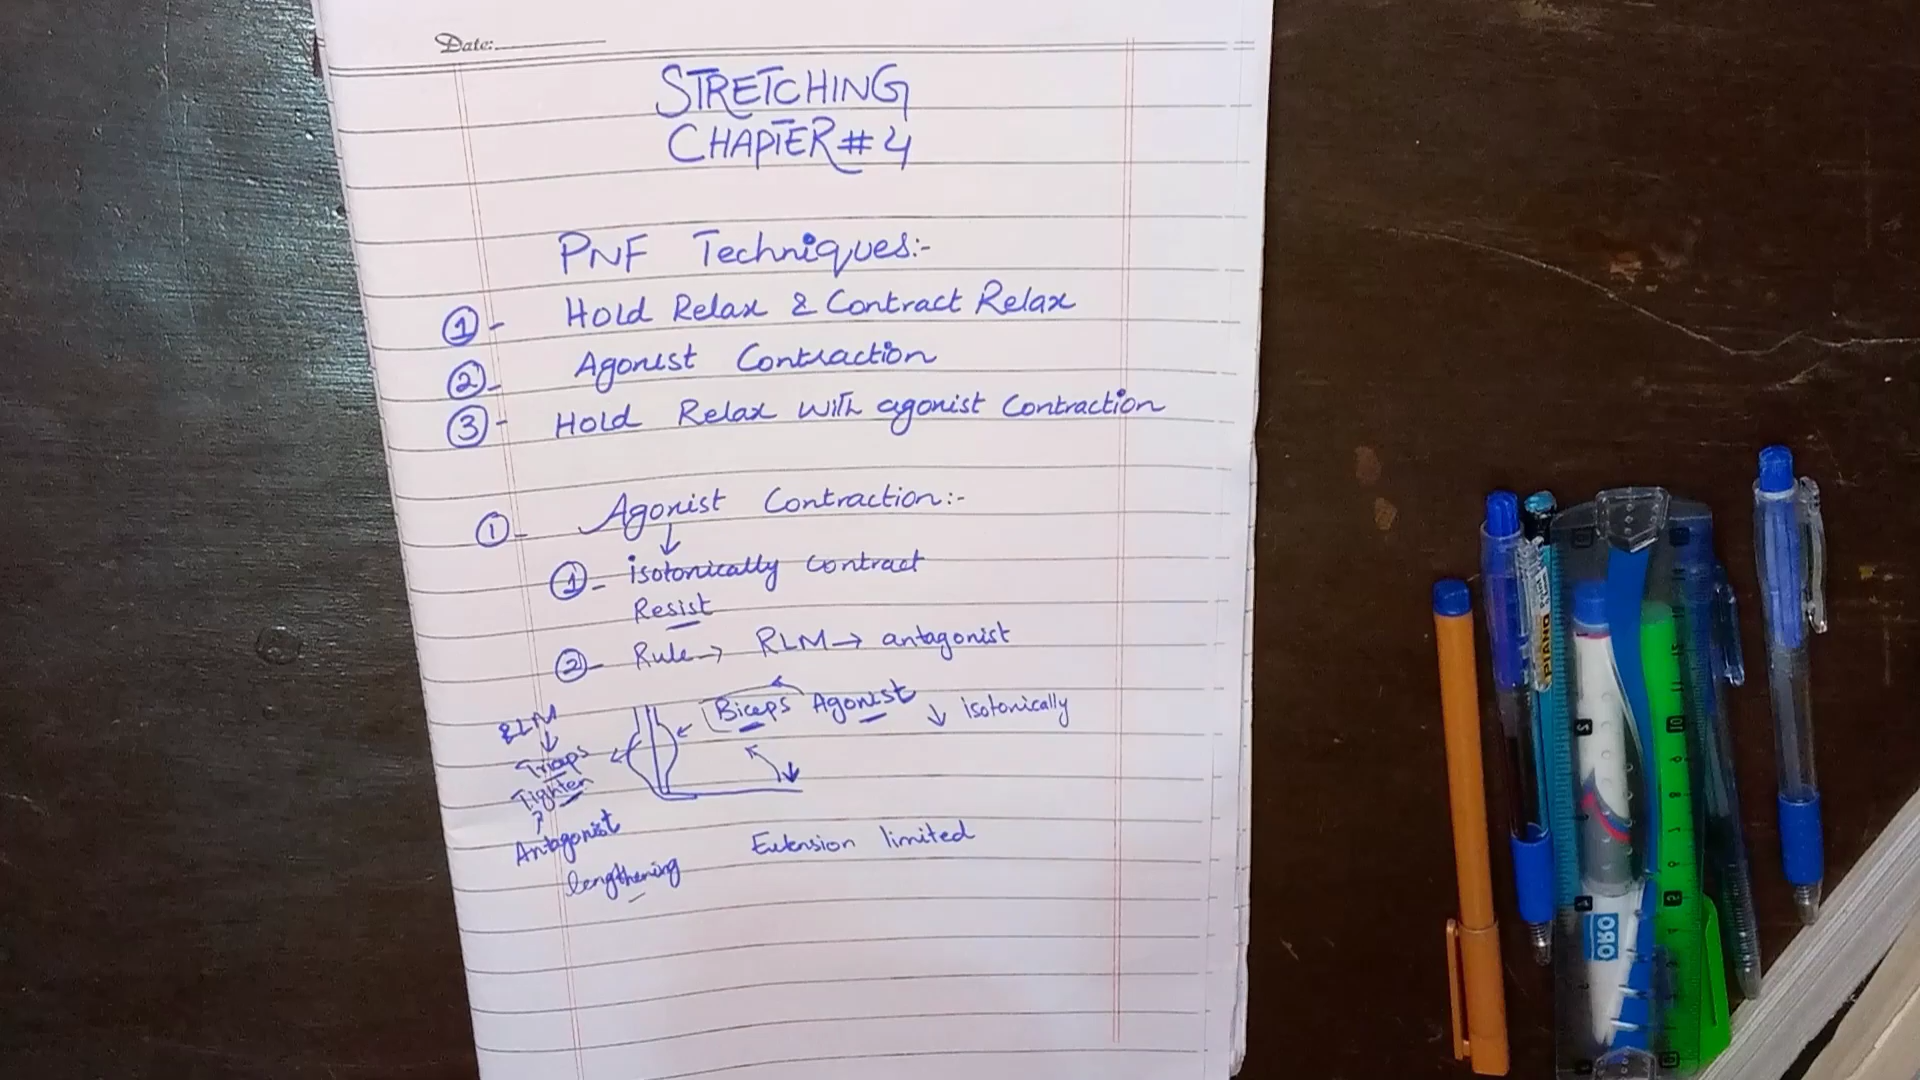 Date:
STRETCHING
CHAPTER #4
PNF Techniques:-
①- Hold Relax & Contract Relax
②- Agonist Contraction
③- Hold Relax with agonist Contraction
①- Agonist Contraction:-
↓
①- isotonically Contract
Resist
②- Rule → RLM → antagonist
RLM
↓
Triceps
Tighten
Antagonist
lengthening
Biceps Agonist ↓ isotonically
Extension limited
PIANO
ORO